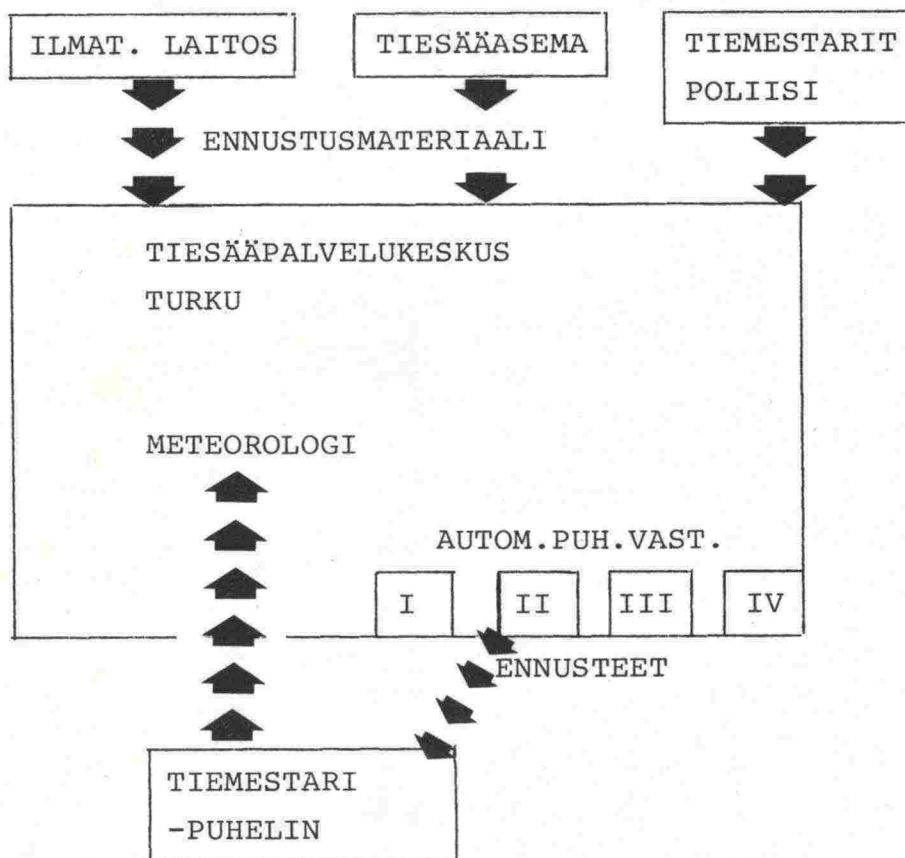 ILMAT. LAITOS
TIESÄÄASEMA
TIEMESTARIT
POLIISI
ENNUSTUSMATERIAALI
TIESÄÄPALVELUKESKUS
TURKU
METEOROLOGI
AUTOM.PUH.VAST.
I II III IV
ENNUSTEET
TIEMESTARI
-PUHELIN